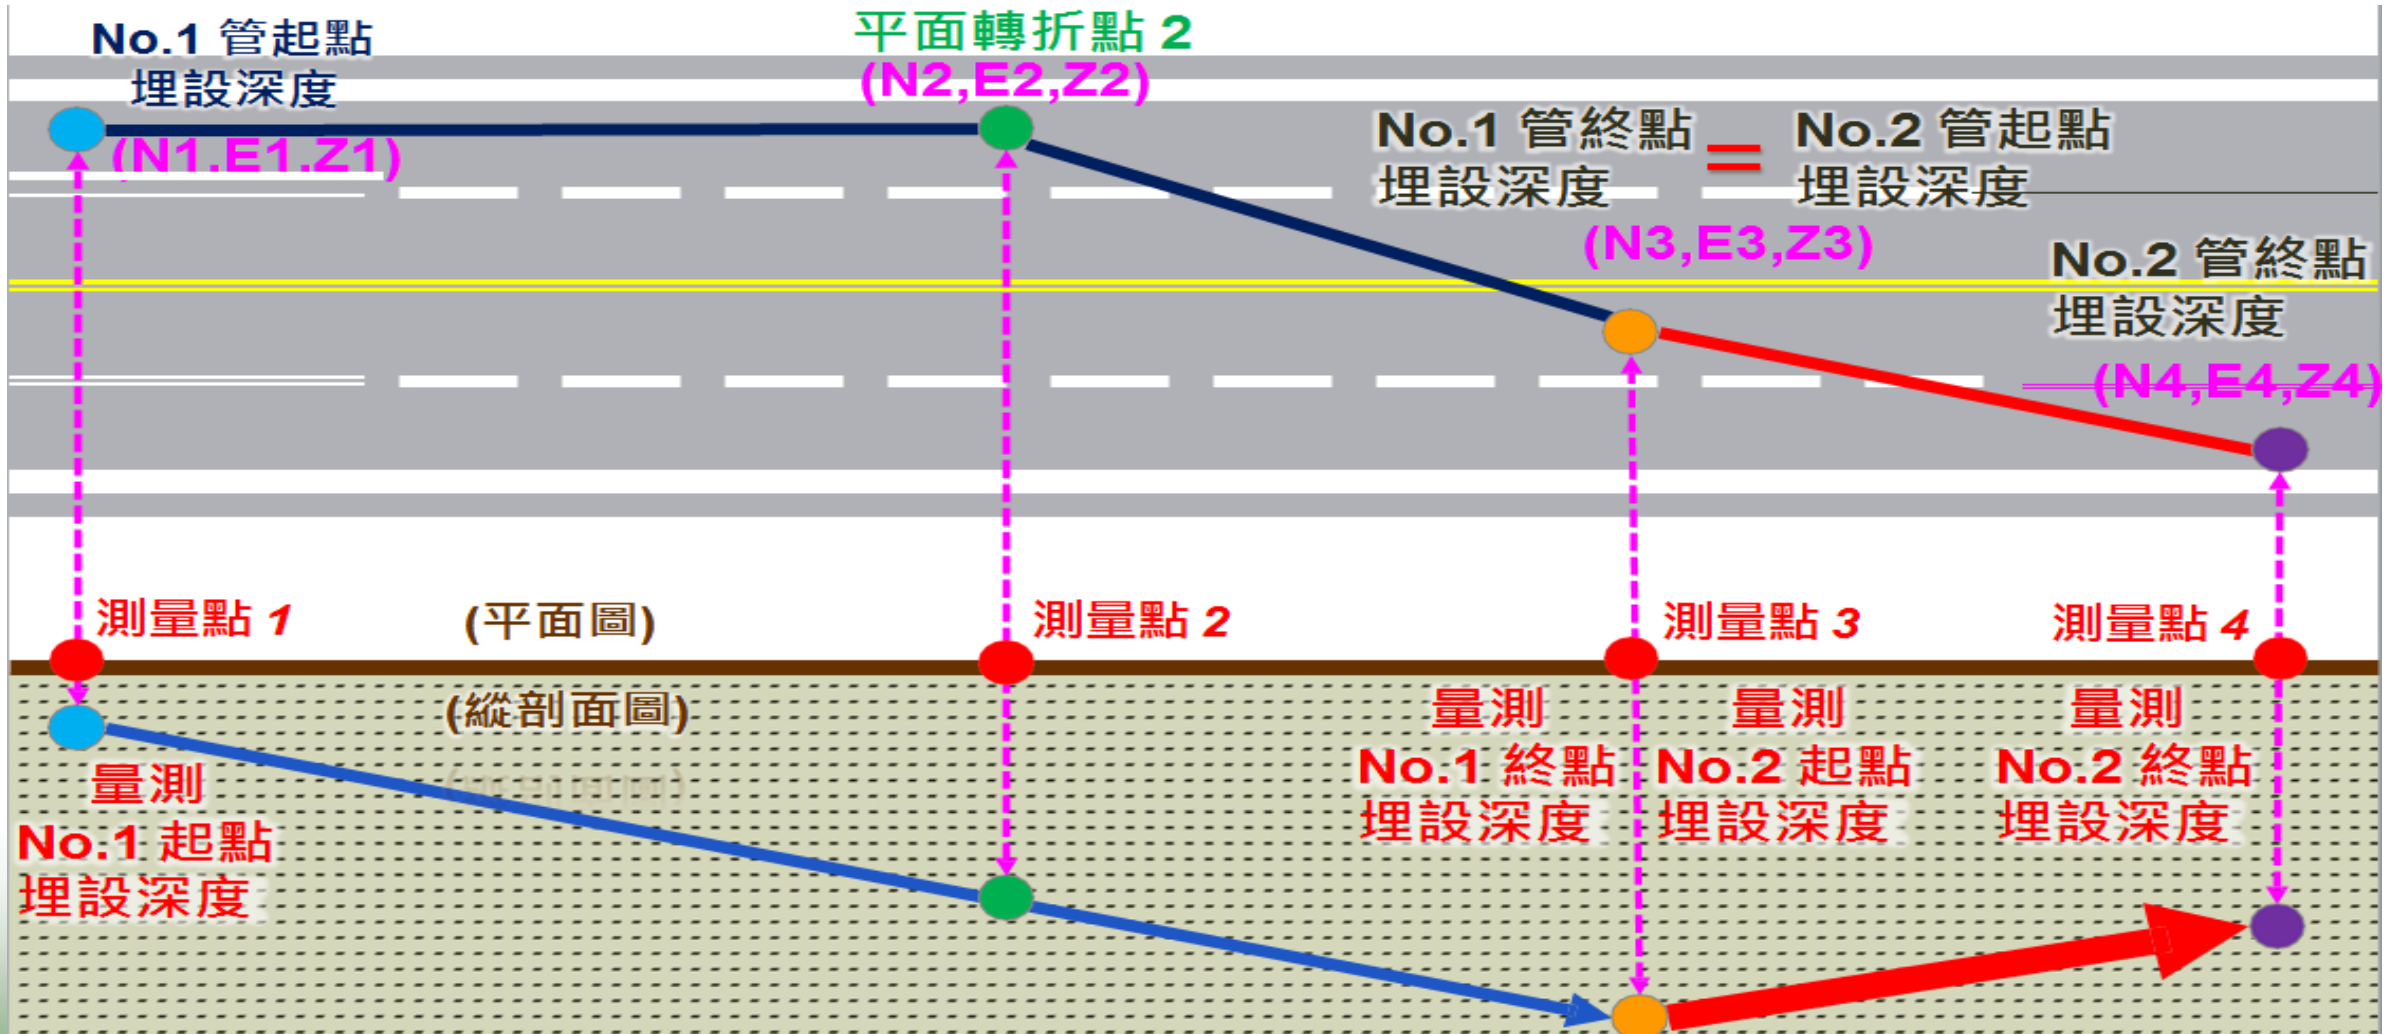 No.1 管起點
埋設深度
(N1.E1.Z1)
平面轉折點 2
(N2,E2,Z2)
No.1 管終點
埋設深度
=
No.2 管起點
埋設深度
(N3,E3,Z3)
No.2 管終點
埋設深度
(N4,E4,Z4)
測量點 1
(平面圖)
測量點 2
測量點 3
測量點 4
(縱剖面圖)
量測
No.1 起點
埋設深度
量測
No.1 終點
埋設深度
量測
No.2 起點
埋設深度
量測
No.2 終點
埋設深度